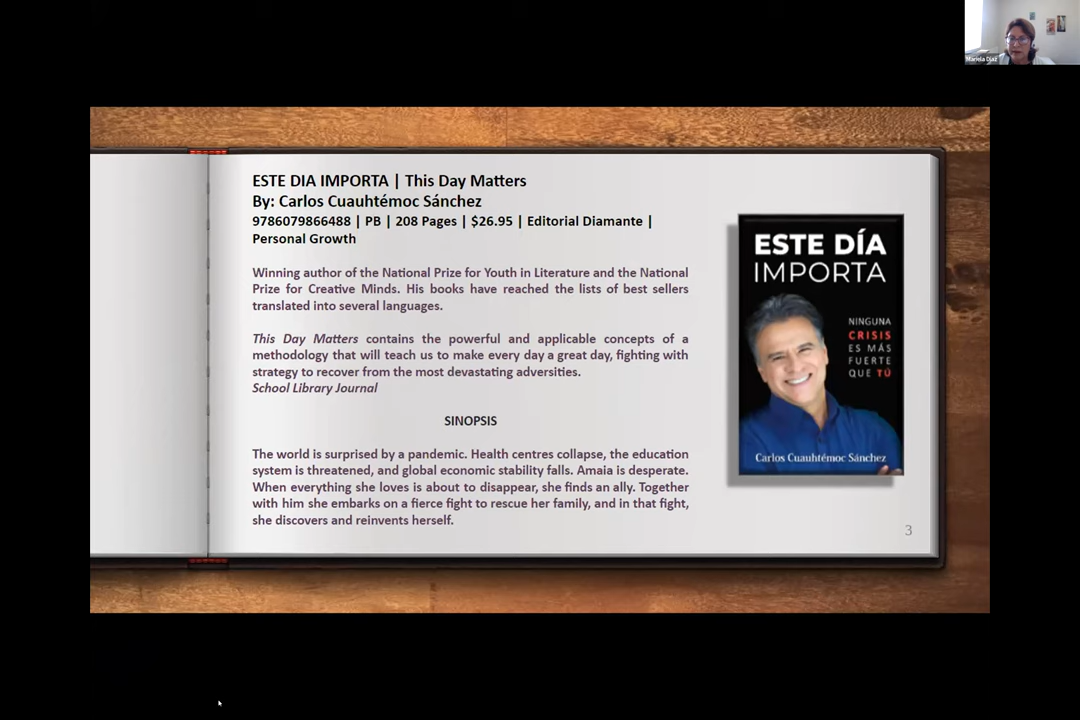 Mariela Diaz
ESTE DIA IMPORTA | This Day Matters
By: Carlos Cuauhtémoc Sánchez
9786079866488 | PB | 208 Pages | $26.95 | Editorial Diamante |
Personal Growth
Winning author of the National Prize for Youth in Literature and the National
Prize for Creative Minds. His books have reached the lists of best sellers
translated into several languages.
This Day Matters contains the powerful and applicable concepts of a
methodology that will teach us to make every day a great day, fighting with
strategy to recover from the most devastating adversities.
School Library Journal
SINOPSIS
The world is surprised by a pandemic. Health centres collapse, the education
system is threatened, and global economic stability falls. Amaia is desperate.
When everything she loves is about to disappear, she finds an ally. Together
with him she embarks on a fierce fight to rescue her family, and in that fight,
she discovers and reinvents herself.
ESTE DÍA
IMPORTA
NINGUNA
CRISIS
ES MÁS
FUERTE
QUE TÚ
Carlos Cuauhtémoc Sánchez
3